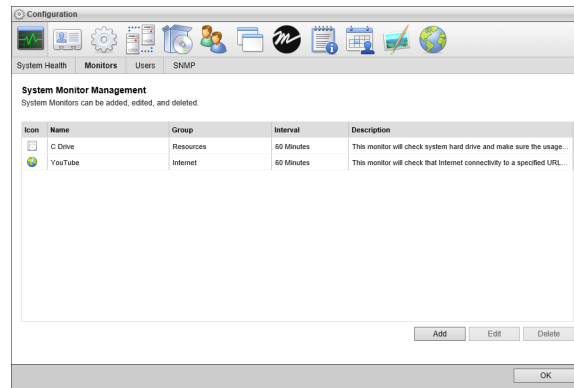 Configuration
System Health Monitors Users SNMP
System Monitor Management
System Monitors can be added, edited, and deleted.
Icon Name Group Interval Description
C Drive Resources 60 Minutes This monitor will check system hard drive and make sure the usage...
YouTube Internet 60 Minutes This monitor will check that Internet connectivity to a specified URL...
Add Edit Delete
OK